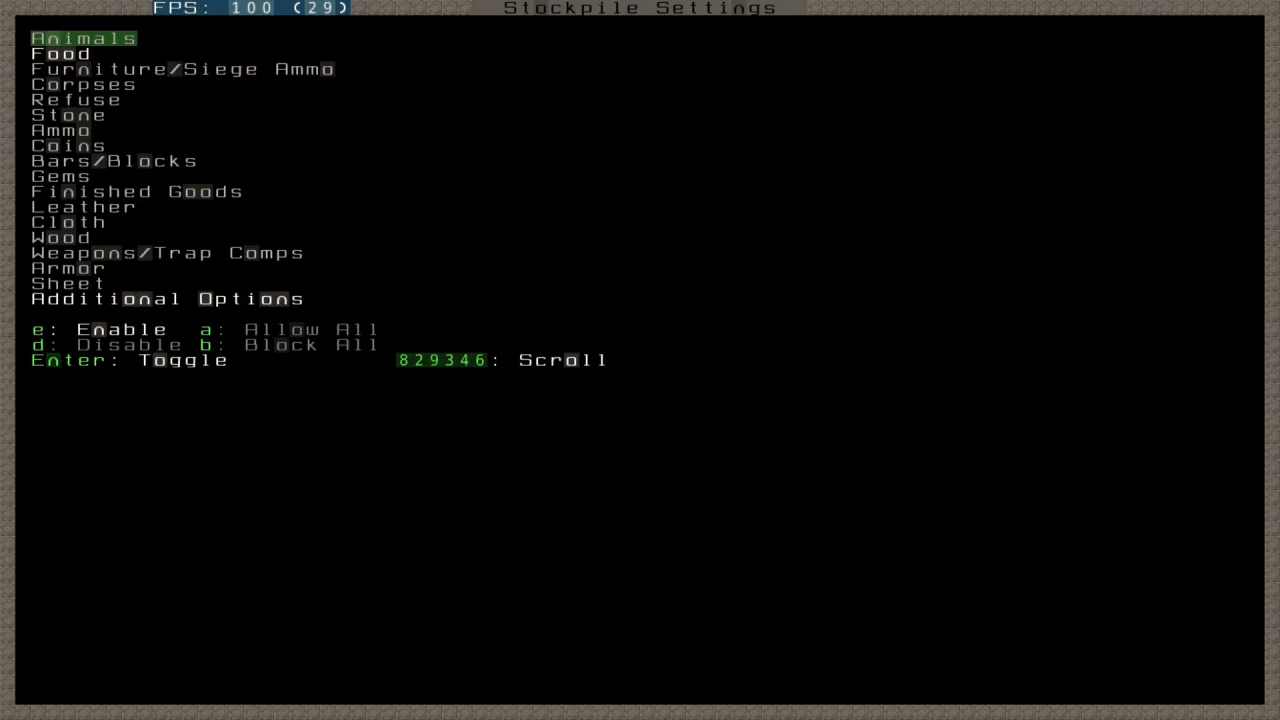 FPS: 100 (29) Stockpile Settings
Animals
Food
Furniture/Siege Ammo
Corpses
Refuse
Stone
Ammo
Coins
Bars/Blocks
Gems
Finished Goods
Leather
Cloth
Wood
Weapons/Trap Comps
Armor
Sheet
Additional Options
e: Enable a: Allow All
d: Disable b: Block All
Enter: Toggle 829346: Scroll